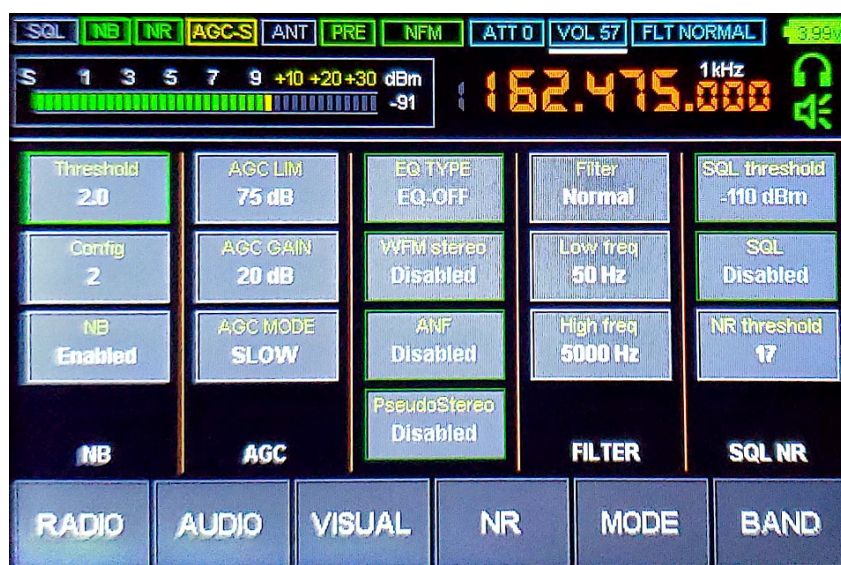 SQL NB NR AGC-S ANT PRE NFM ATT 0 VOL 57 FLT NORMAL 3.99V
S 1 3 5 7 9 +10 +20 +30 dBm
-91
162.475.000
1kHz
Threshold
2.0
Config
2
NB
Enabled
NB
AGC LIM
75 dB
AGC GAIN
20 dB
AGC MODE
SLOW
AGC
EQ TYPE
EQ-OFF
WFM stereo
Disabled
ANF
Disabled
PseudoStereo
Disabled
Filter
Normal
Low freq
50 Hz
High freq
5000 Hz
FILTER
SQL threshold
-110 dBm
SQL
Disabled
NR threshold
17
SQL NR
RADIO AUDIO VISUAL NR MODE BAND